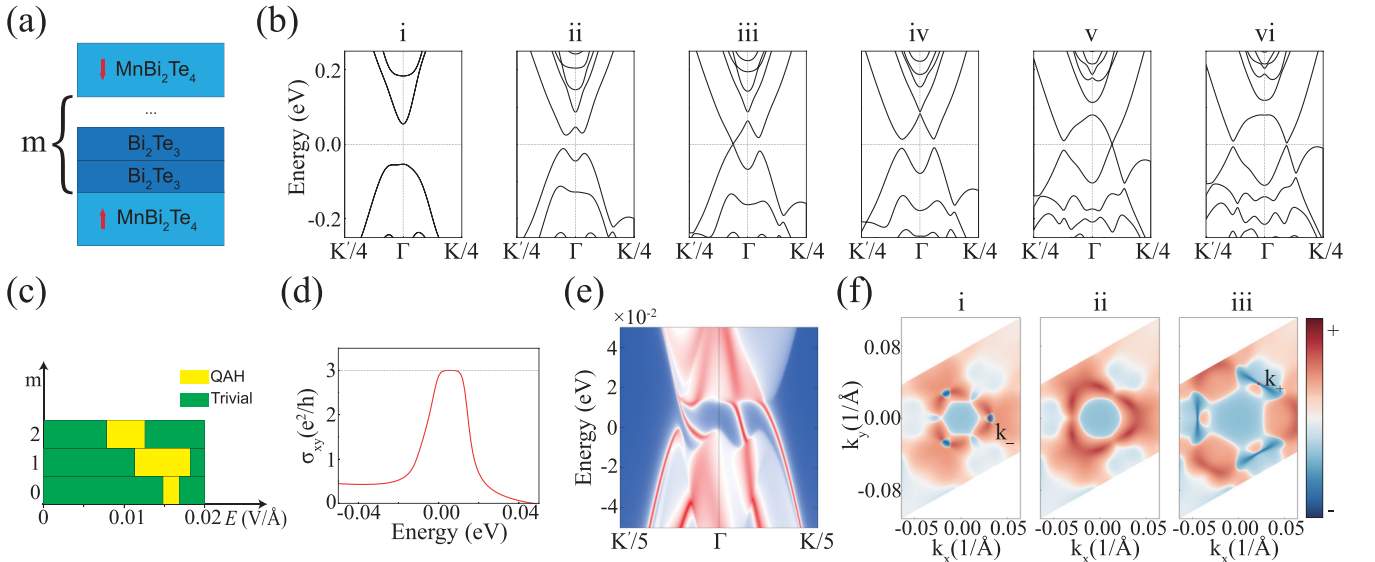 (a)
MnBi₂Te₄
...
m
Bi₂Te₃
Bi₂Te₃
MnBi₂Te₄
(b)
i
ii
iii
iv
v
vi
Energy (eV)
0.2
0.0
-0.2
K′/4 Γ K/4
K′/4 Γ K/4
K′/4 Γ K/4
K′/4 Γ K/4
K′/4 Γ K/4
K′/4 Γ K/4
(c)
m
QAH
Trivial
2
1
0
0 0.01 0.02
E (V/Å)
(d)
σxy(e²/h)
3
2
1
0
-0.04 0.00 0.04
Energy (eV)
(e)
×10⁻²
Energy (eV)
4
2
0
-2
-4
K′/5 Γ K/5
(f)
i
ii
iii
ky(1/Å)
0.08
0.00
-0.08
k₋
k₊
-0.05 0.00 0.05
-0.05 0.00 0.05
-0.05 0.00 0.05
kx(1/Å)
kx(1/Å)
kx(1/Å)
+
-